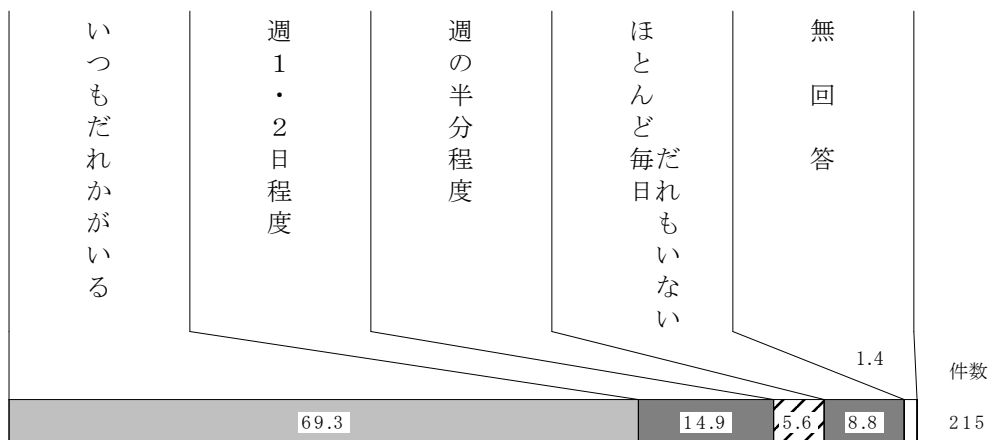 いつもだれかがいる
週１・２日程度
週の半分程度
ほとんど毎日
だれもいない
無回答
1.4
件数
69.3
14.9
5.6
8.8
215